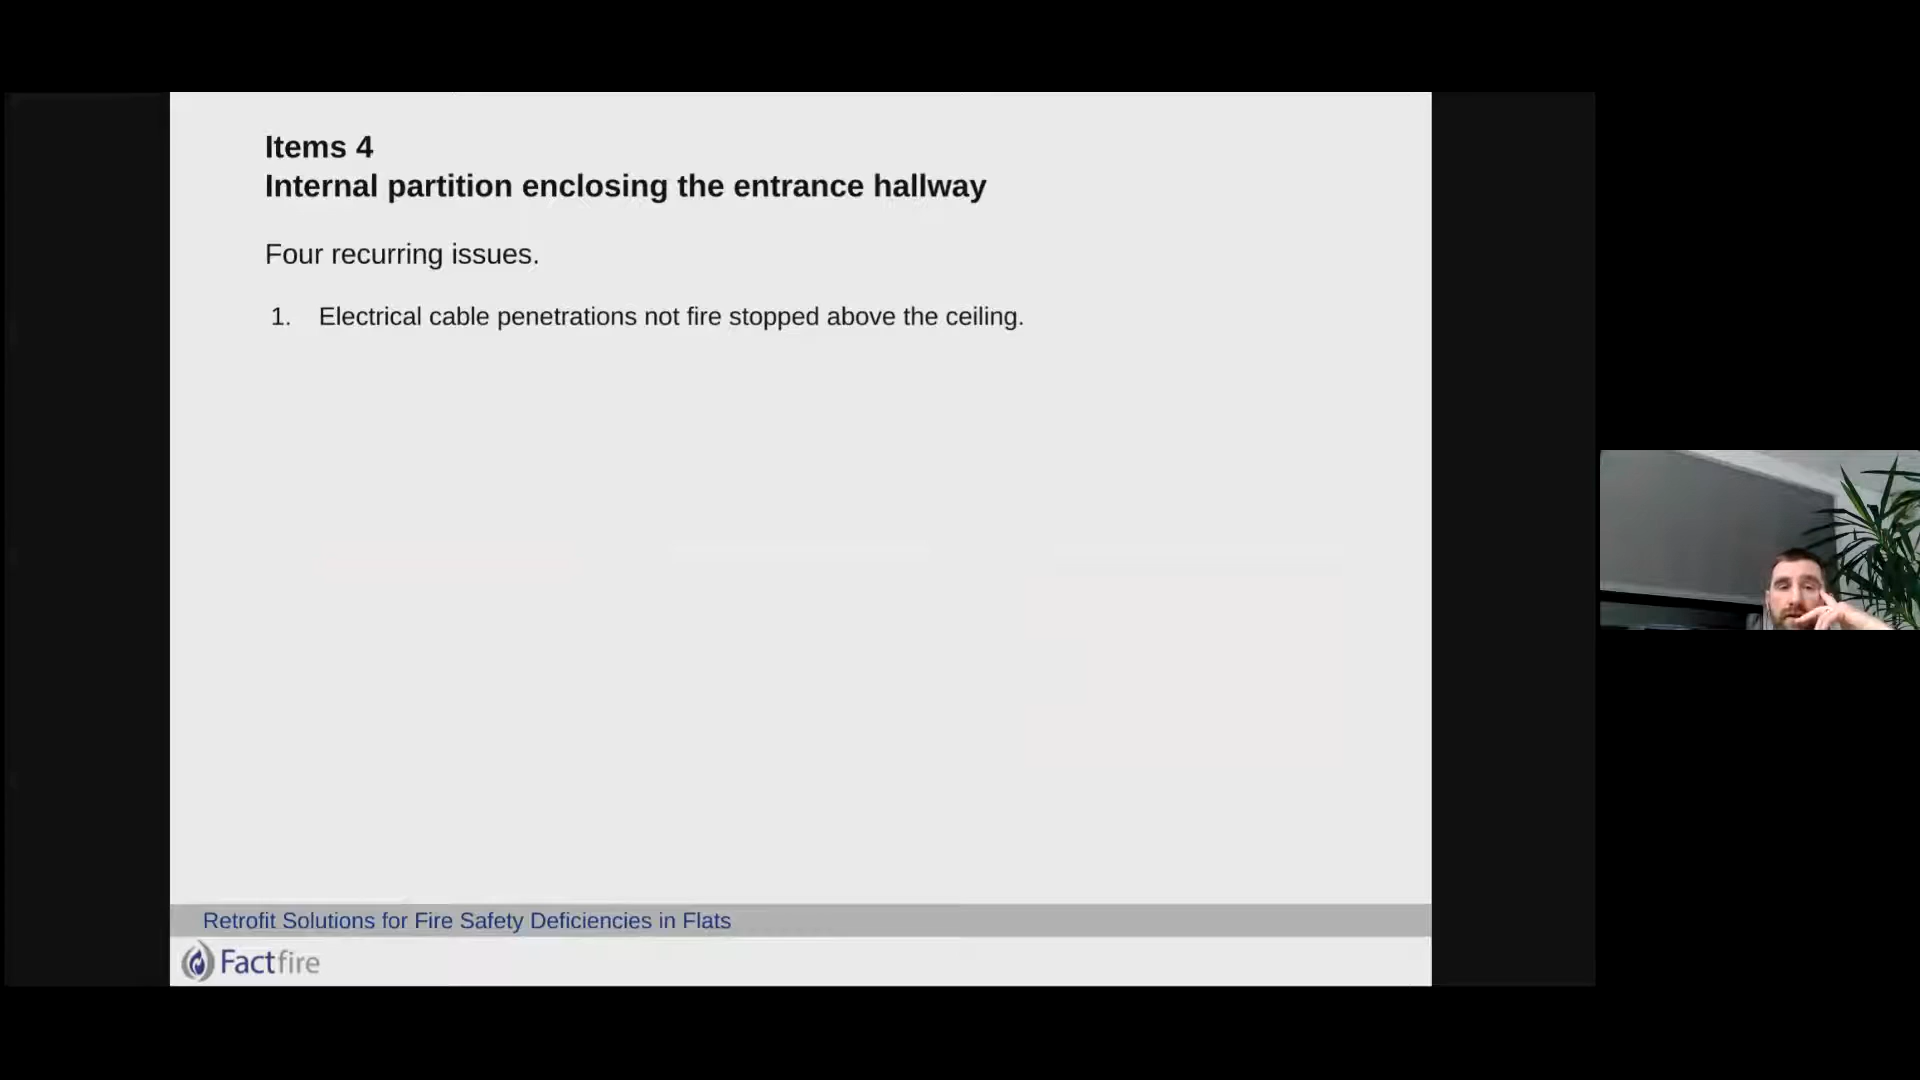 Items 4
Internal partition enclosing the entrance hallway
Four recurring issues.
1. Electrical cable penetrations not fire stopped above the ceiling.
Retrofit Solutions for Fire Safety Deficiencies in Flats
Factfire